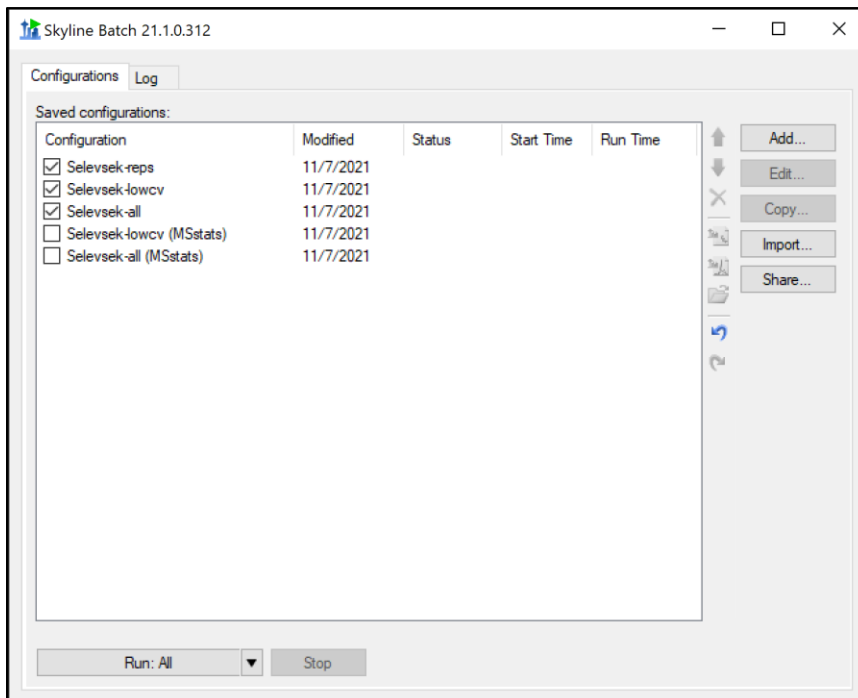 Skyline Batch 21.1.0.312
Configurations Log
Saved configurations:
Configuration Modified Status Start Time Run Time
Selevsek-reps 11/7/2021
Selevsek-lowcv 11/7/2021
Selevsek-all 11/7/2021
Selevsek-lowcv (MSstats) 11/7/2021
Selevsek-all (MSstats) 11/7/2021
Add...
Edit...
Copy...
Import...
Share...
Run: All Stop